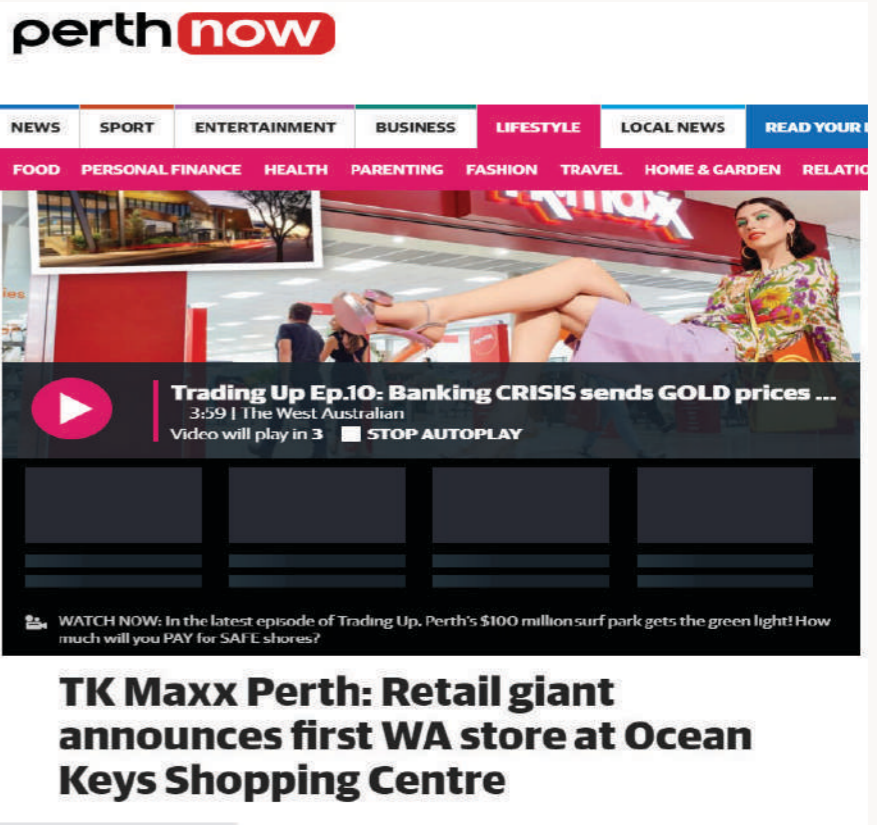 perth now
NEWS SPORT ENTERTAINMENT BUSINESS LIFESTYLE LOCAL NEWS READ YOUR
FOOD PERSONAL FINANCE HEALTH PARENTING FASHION TRAVEL HOME & GARDEN
Trading Up Ep.10: Banking CRISIS sends GOLD prices ...
3:59 | The West Australian
Video will play in 3 STOP AUTOPLAY
WATCH NOW: In the latest episode of Trading Up, Perth's $100 million surf park gets the green light! How
much will you PAY for SAFE shores?
TK Maxx Perth: Retail giant
announces first WA store at Ocean
Keys Shopping Centre